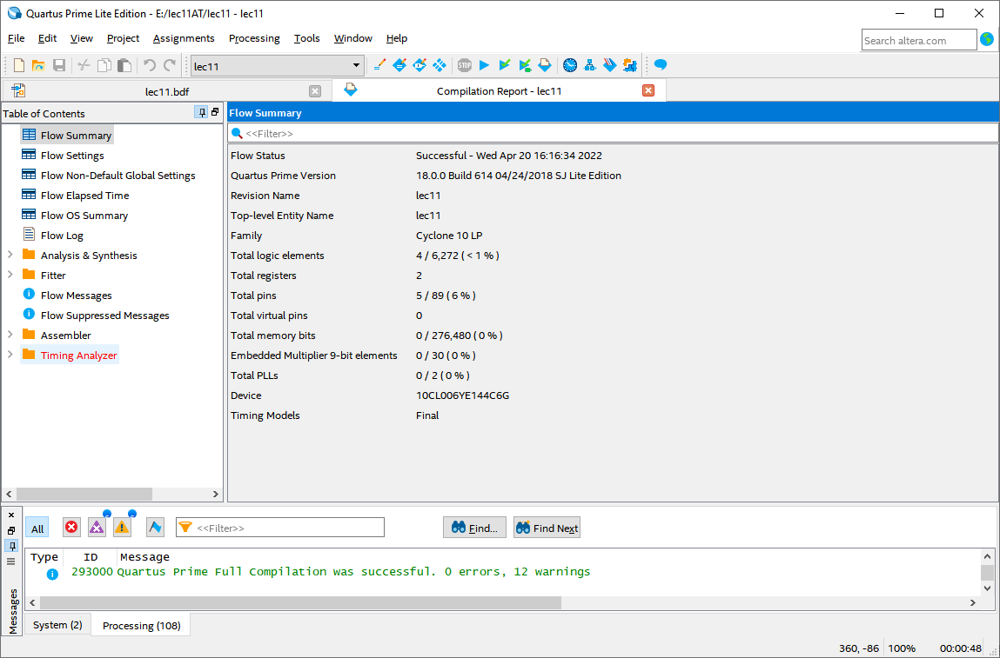 Quartus Prime Lite Edition - E:/lec11AT/lec11 - lec11
File Edit View Project Assignments Processing Tools Window Help
Search altera.com
lec11
STOP
lec11.bdf
Compilation Report - lec11
Table of Contents
Flow Summary
Flow Settings
Flow Non-Default Global Settings
Flow Elapsed Time
Flow OS Summary
Flow Log
Analysis & Synthesis
Fitter
Flow Messages
Flow Suppressed Messages
Assembler
Timing Analyzer
Flow Summary
<<Filter>>
Flow Status Successful - Wed Apr 20 16:16:34 2022
Quartus Prime Version 18.0.0 Build 614 04/24/2018 SJ Lite Edition
Revision Name lec11
Top-level Entity Name lec11
Family Cyclone 10 LP
Total logic elements 4 / 6,272 ( < 1 % )
Total registers 2
Total pins 5 / 89 ( 6 % )
Total virtual pins 0
Total memory bits 0 / 276,480 ( 0 % )
Embedded Multiplier 9-bit elements 0 / 30 ( 0 % )
Total PLLs 0 / 2 ( 0 % )
Device 10CL006YE144C6G
Timing Models Final
All <<Filter>> Find... Find Next
Type ID Message
293000 Quartus Prime Full Compilation was successful. 0 errors, 12 warnings
Messages
System (2) Processing (108)
360, -86 100% 00:00:48